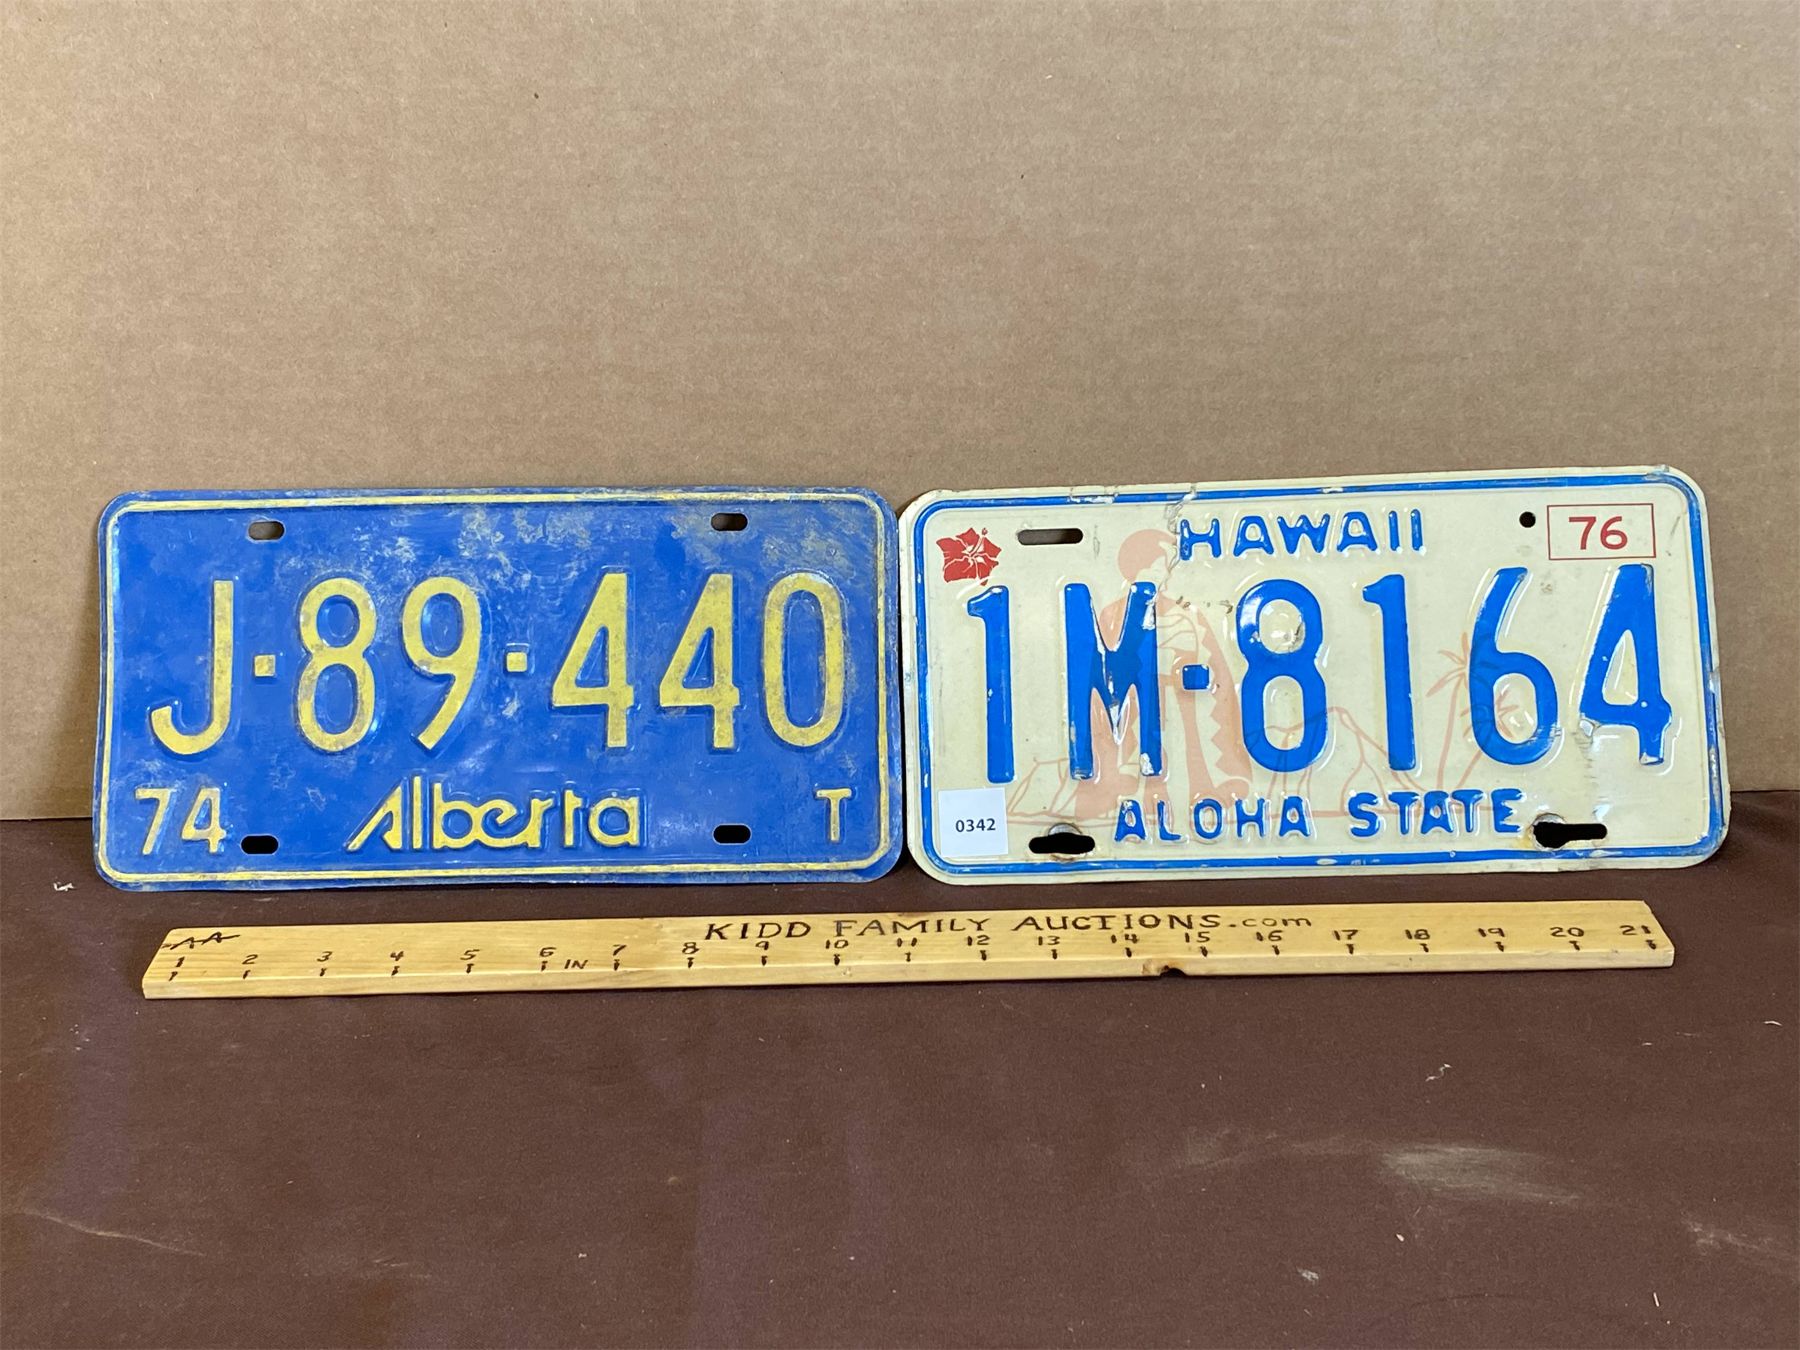 J·89·440
74 Alberta T
HAWAII 76
1M·8164
0342 ALOHA STATE
KIDD FAMILY AUCTIONS.com
AA
1 2 3 4 5 6 IN 7 8 9 10 11 12 13 14 15 16 17 18 19 20 21